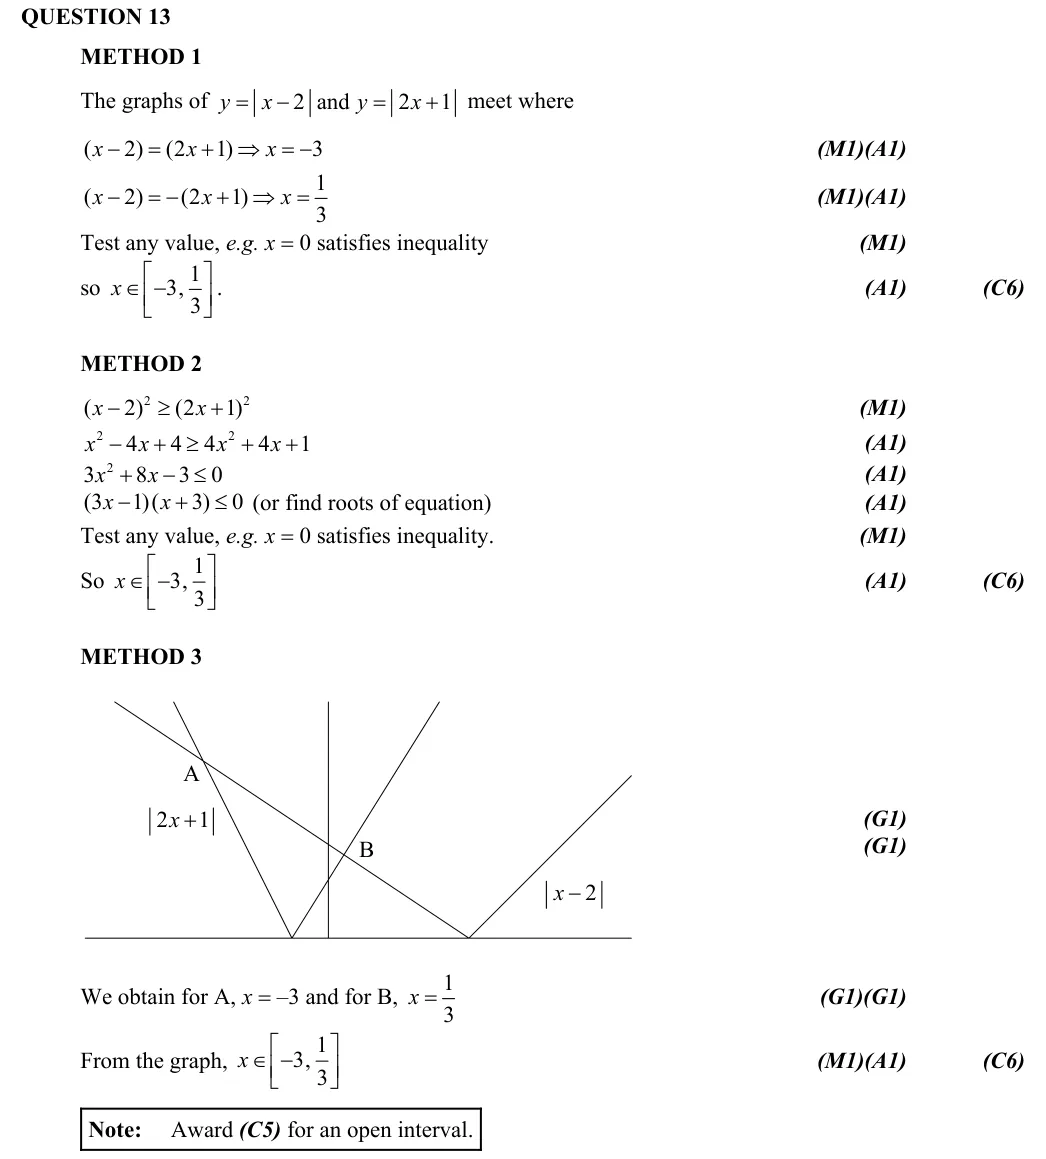 QUESTION 13
METHOD 1
The graphs of y = | x − 2 | and y = | 2x + 1 | meet where
(x − 2) = (2x + 1) ⇒ x = −3 (M1)(A1)
(x − 2) = −(2x + 1) ⇒ x = 1/3 (M1)(A1)
Test any value, e.g. x = 0 satisfies inequality (M1)
so x ∈ [−3, 1/3]. (A1) (C6)
METHOD 2
(x − 2)² ≥ (2x + 1)² (M1)
x² − 4x + 4 ≥ 4x² + 4x + 1 (A1)
3x² + 8x − 3 ≤ 0 (A1)
(3x − 1)(x + 3) ≤ 0 (or find roots of equation) (A1)
Test any value, e.g. x = 0 satisfies inequality. (M1)
So x ∈ [−3, 1/3] (A1) (C6)
METHOD 3
A
| 2x + 1 | (G1)
B (G1)
| x − 2 |
We obtain for A, x = –3 and for B, x = 1/3 (G1)(G1)
From the graph, x ∈ [−3, 1/3] (M1)(A1) (C6)
Note: Award (C5) for an open interval.